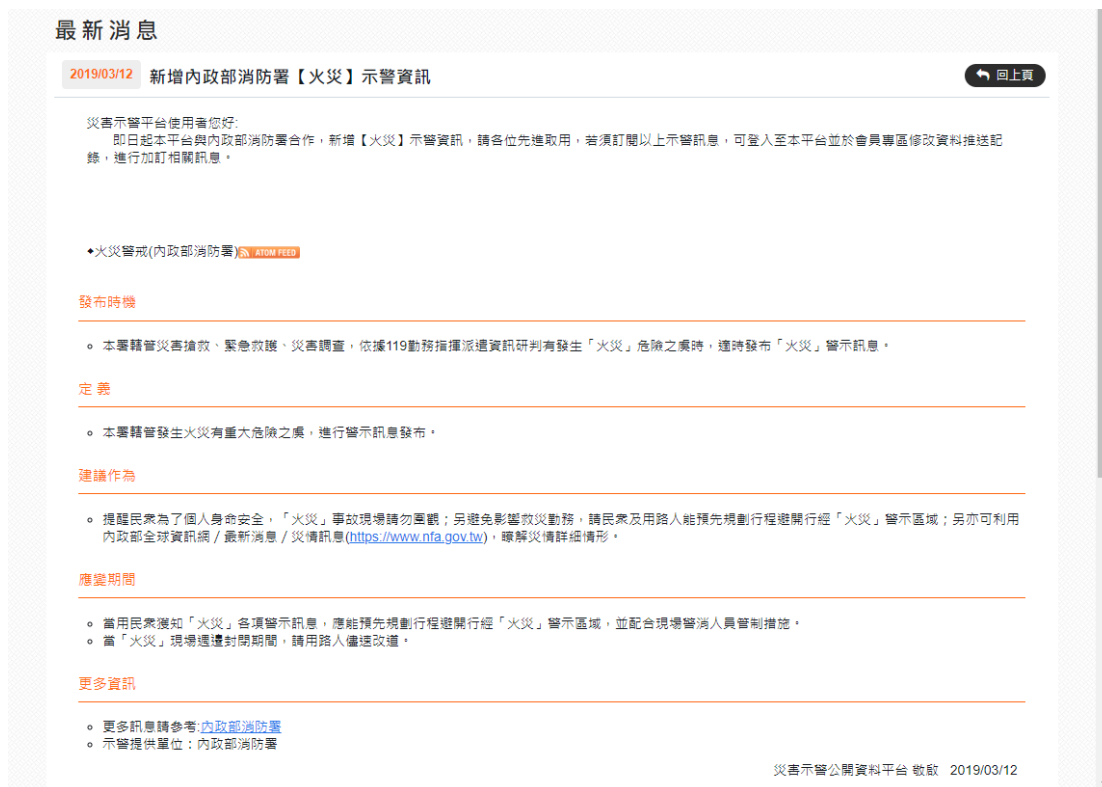 最新消息
2019/03/12 新增內政部消防署【火災】示警資訊 回上頁
災害示警平台使用者您好:
即日起本平台與內政部消防署合作，新增【火災】示警資訊，請各位先進取用，若須訂閱以上示警訊息，可登入至本平台並於會員專區修改資料推送記
錄，進行加訂相關訊息。
◆火災警戒(內政部消防署) ATOM FEED
發布時機
本署轄管災害搶救、緊急救護、災害調查，依據119勤務指揮派遣資訊研判有發生「火災」危險之虞時，適時發布「火災」警示訊息。
定 義
本署轄管發生火災有重大危險之虞，進行警示訊息發布。
建議作為
提醒民眾為了個人身命安全，「火災」事故現場請勿圍觀；另避免影響救災勤務，請民眾及用路人能預先規劃行程避開行經「火災」警示區域；另亦可利用
內政部全球資訊網 / 最新消息 / 災情訊息(https://www.nfa.gov.tw)，瞭解災情詳細情形。
應變期間
當用民眾獲知「火災」各項警示訊息，應能預先規劃行程避開行經「火災」警示區域，並配合現場警消人員管制措施。
當「火災」現場週邊封閉期間，請用路人儘速改道。
更多資訊
更多訊息請參考:內政部消防署
示警提供單位：內政部消防署
災害示警公開資料平台 敬啟 2019/03/12